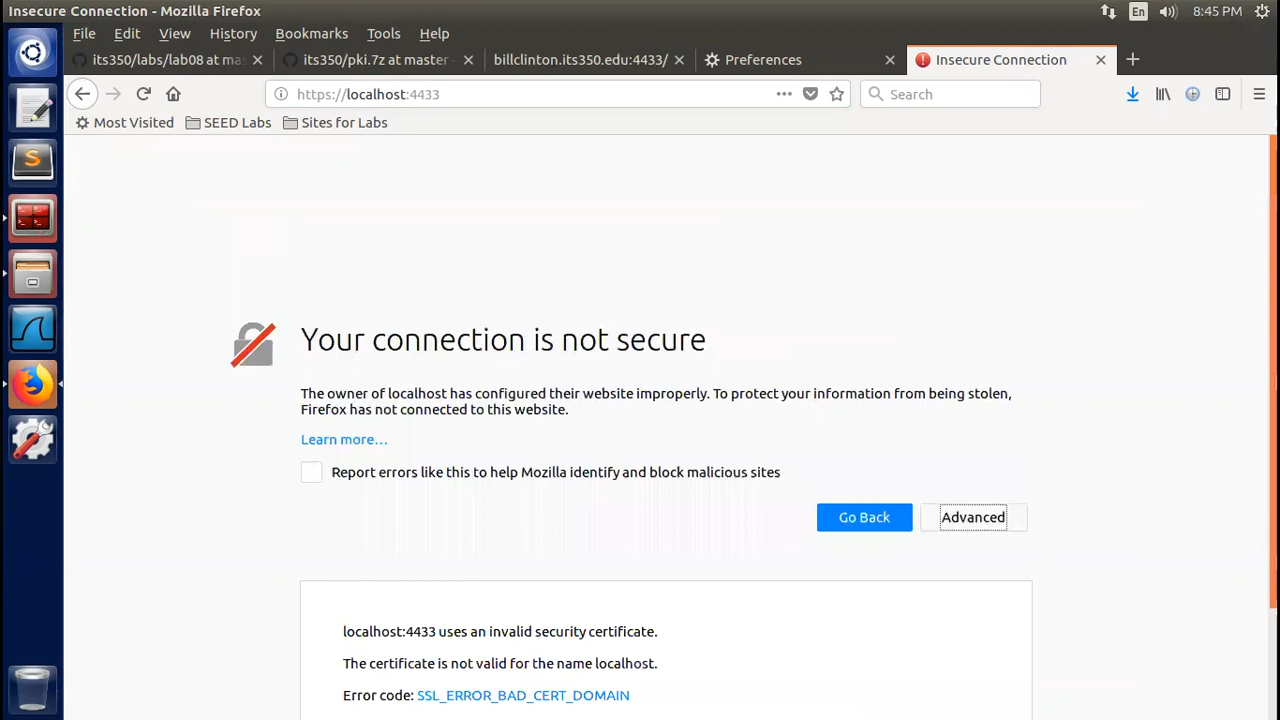 Insecure Connection - Mozilla Firefox
En
8:45 PM
File Edit View History Bookmarks Tools Help
its350/labs/lab08 at mas
its350/pki.7z at master ·
billclinton.its350.edu:4433/
Preferences
Insecure Connection
https://localhost:4433
Search
Most Visited
SEED Labs
Sites for Labs
Your connection is not secure
The owner of localhost has configured their website improperly. To protect your information from being stolen,
Firefox has not connected to this website.
Learn more…
Report errors like this to help Mozilla identify and block malicious sites
Go Back
Advanced
localhost:4433 uses an invalid security certificate.
The certificate is not valid for the name localhost.
Error code: SSL_ERROR_BAD_CERT_DOMAIN